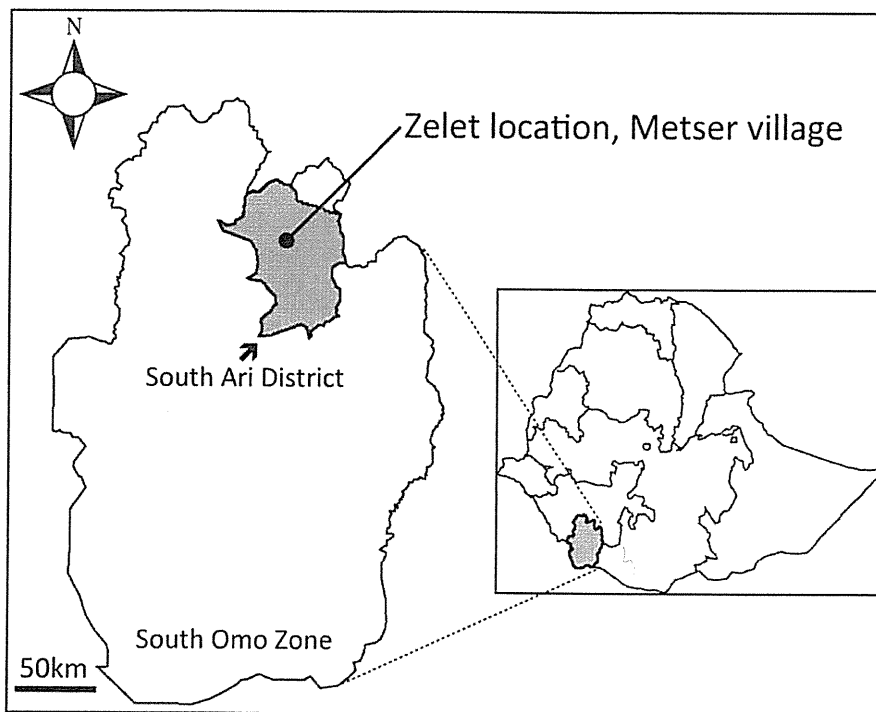 N
Zelet location, Metser village
South Ari District
South Omo Zone
50km